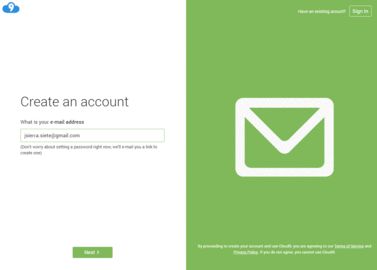 9
Have an existing account? Sign In
Create an account
What is your e-mail address
jsierra.siete@gmail.com
(Don't worry about setting a password right now, we'll e-mail you a link to
create one)
Next >
By proceeding to create your account and use Cloud9, you are agreeing to our Terms of Service and
Privacy Policy. If you do not agree, you cannot use Cloud9.